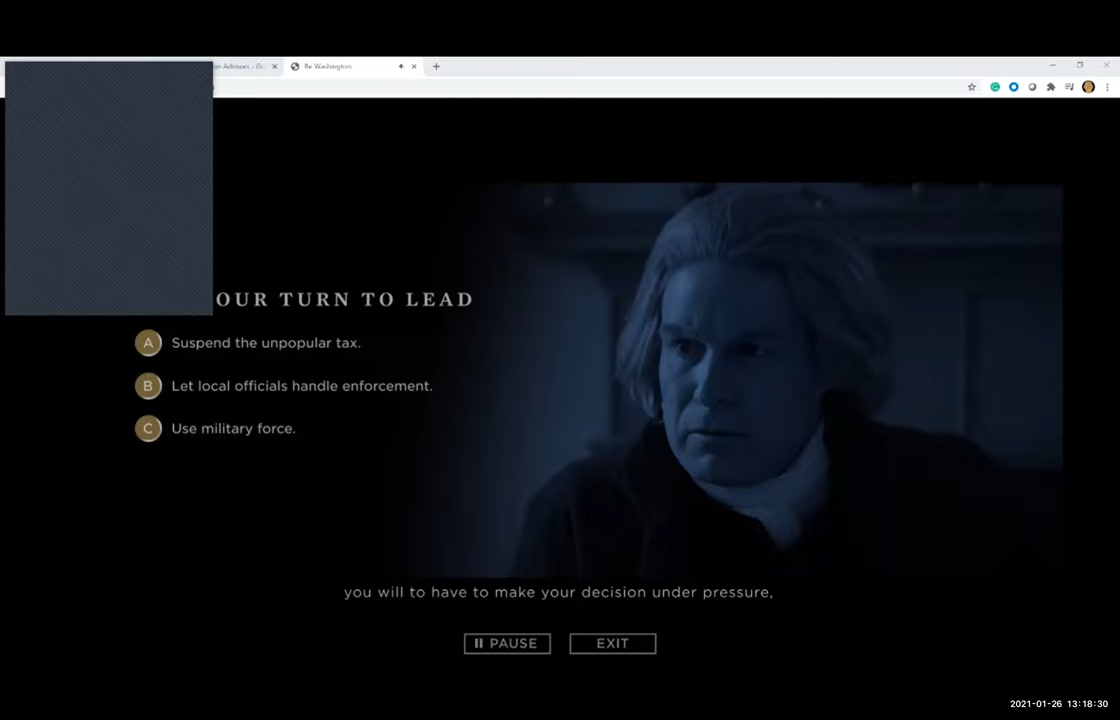 Be Washington
OUR TURN TO LEAD
A Suspend the unpopular tax.
B Let local officials handle enforcement.
C Use military force.
you will to have to make your decision under pressure,
PAUSE EXIT
2021-01-26 13:18:30